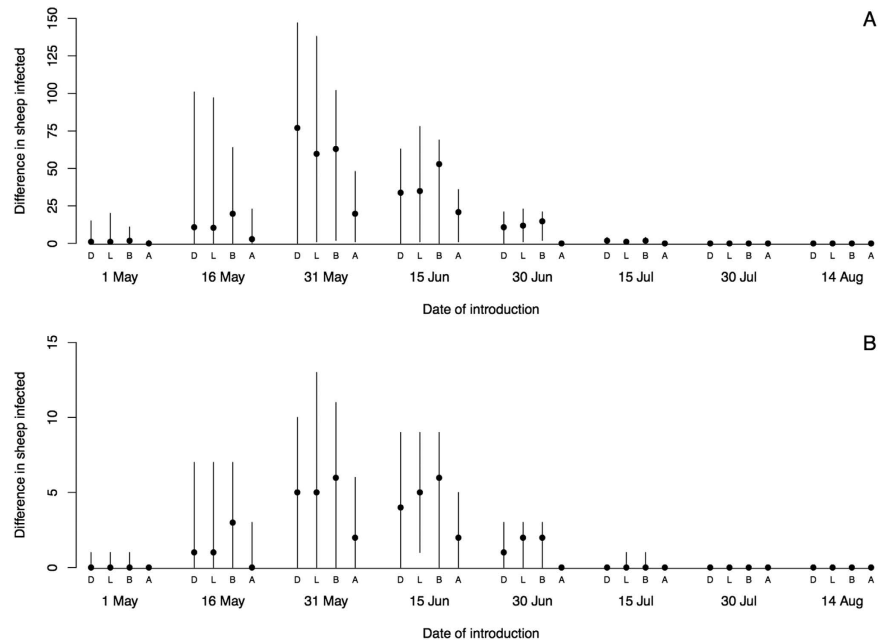 A
Difference in sheep infected
150
125
100
75
50
25
0
D L B A D L B A D L B A D L B A D L B A D L B A D L B A D L B A
1 May 16 May 31 May 15 Jun 30 Jun 15 Jul 30 Jul 14 Aug
Date of introduction
B
Difference in sheep infected
15
10
5
0
D L B A D L B A D L B A D L B A D L B A D L B A D L B A D L B A
1 May 16 May 31 May 15 Jun 30 Jun 15 Jul 30 Jul 14 Aug
Date of introduction